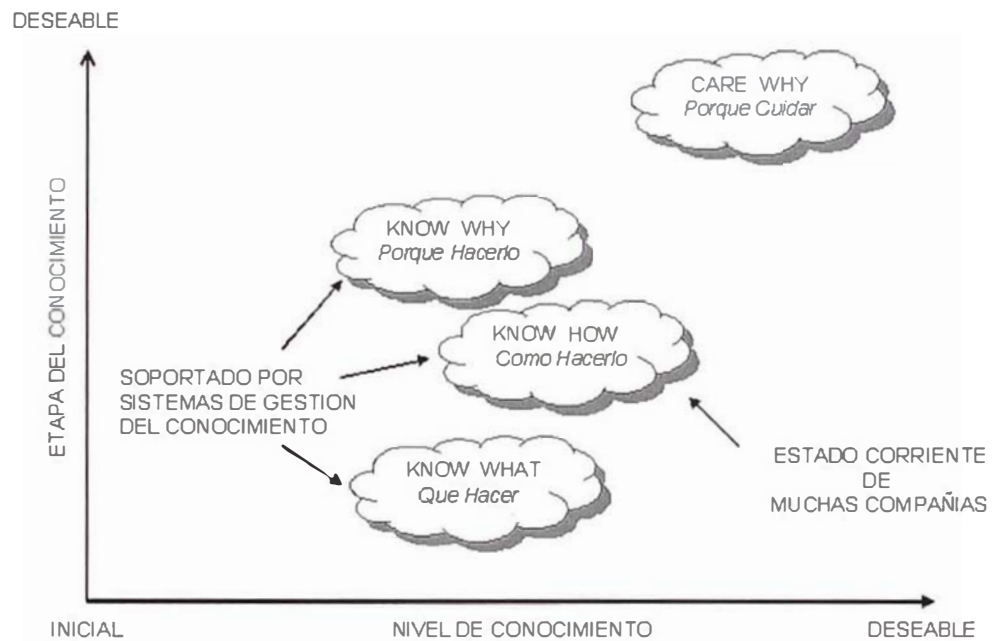 DESEABLE
CARE WHY
Porque Cuidar
KNOW WHY
Porque Hacerlo
ETAPA DEL CONOCIMIENTO
KNOW HOW
Como Hacerlo
SOPORTADO POR
SISTEMAS DE GESTION
DEL CONOCIMIENTO
KNOW WHAT
Que Hacer
ESTADO CORRIENTE
DE
MUCHAS COMPAÑIAS
INICIAL
NIVEL DE CONOCIMIENTO
DESEABLE